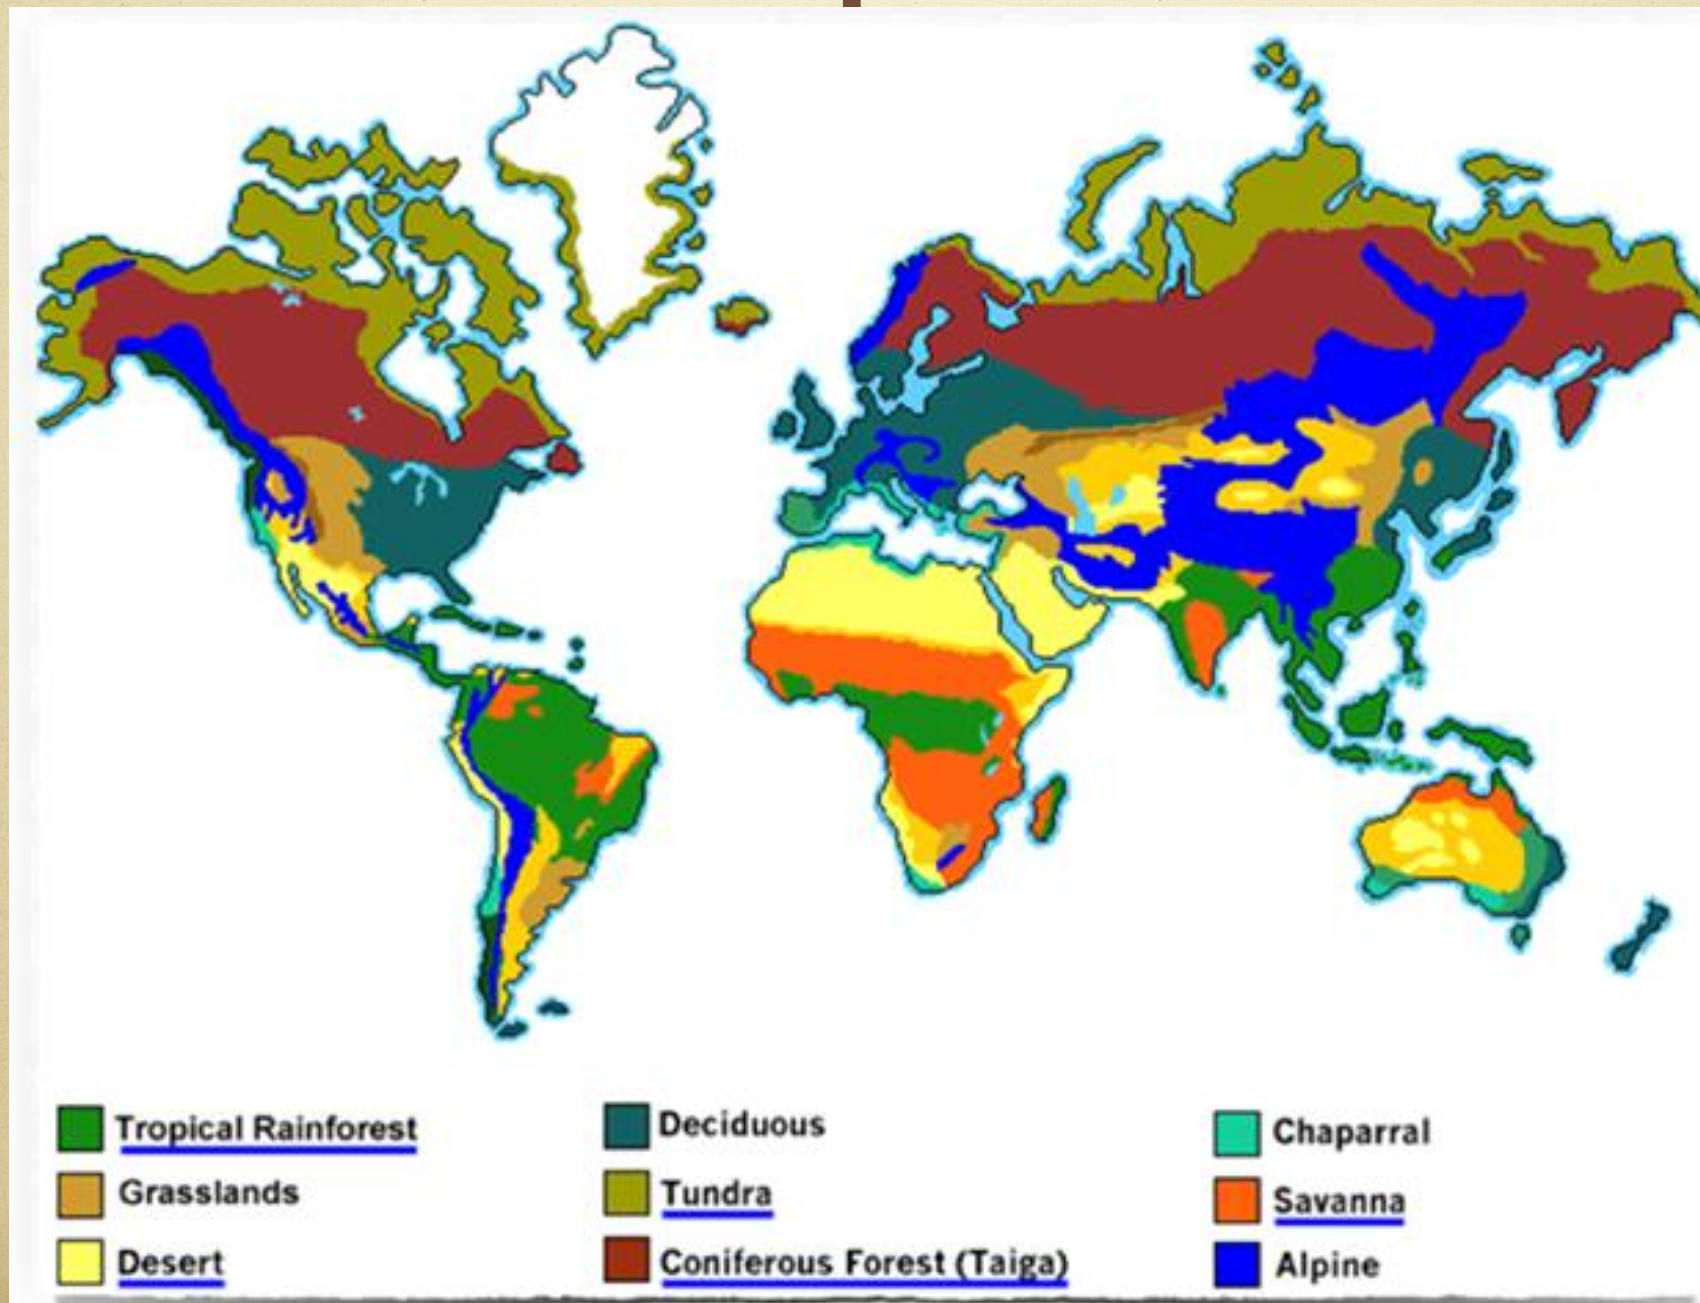 Tropical Rainforest
Grasslands
Desert
Deciduous
Tundra
Coniferous Forest (Taiga)
Chaparral
Savanna
Alpine